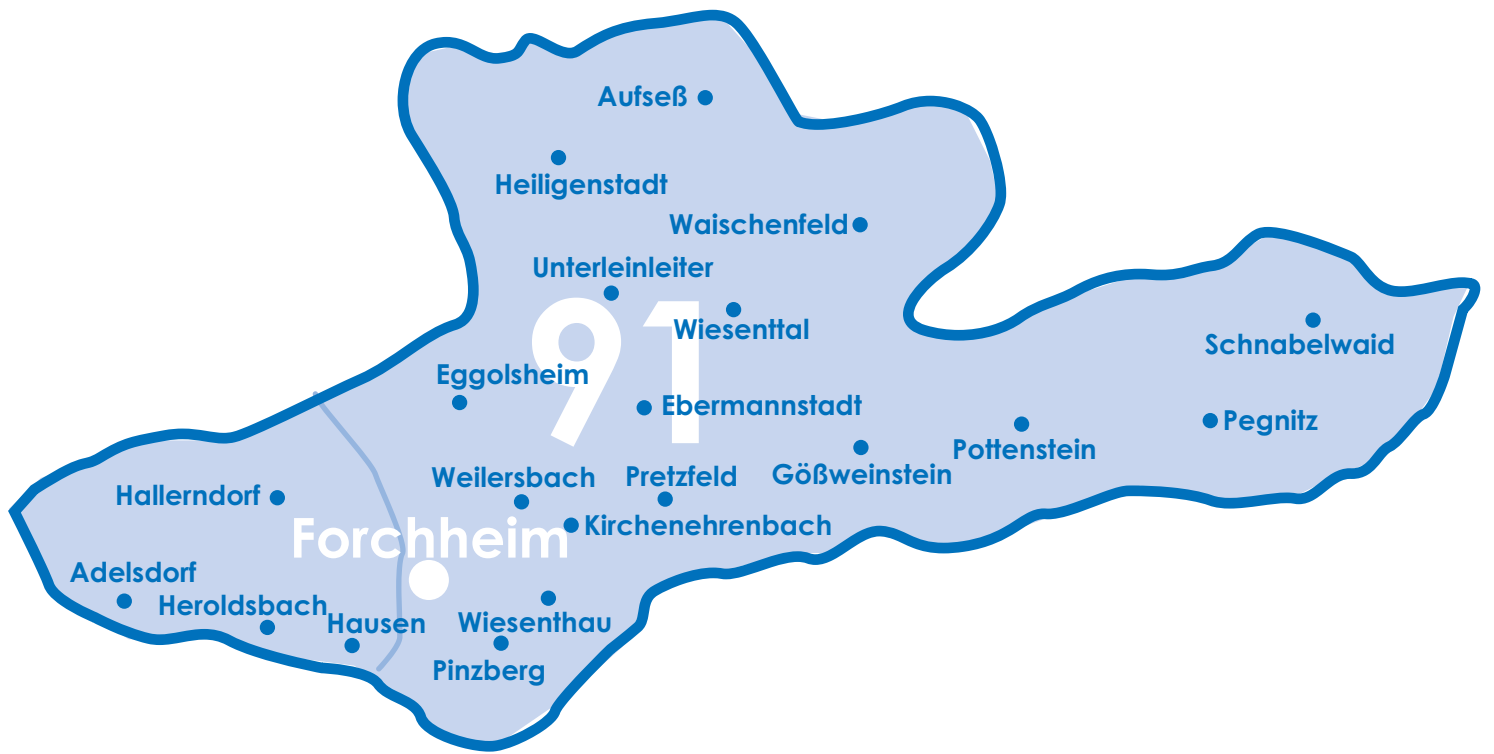 Aufseß
Heiligenstadt
Waischenfeld
Unterleinleiter
91
Wiesenttal
Schnabelwaid
Eggolsheim
Ebermannstadt
Pegnitz
Pottenstein
Gößweinstein
Weilersbach
Pretzfeld
Hallerndorf
Kirchenehrenbach
Forchheim
Adelsdorf
Heroldsbach
Hausen
Wiesenthau
Pinzberg